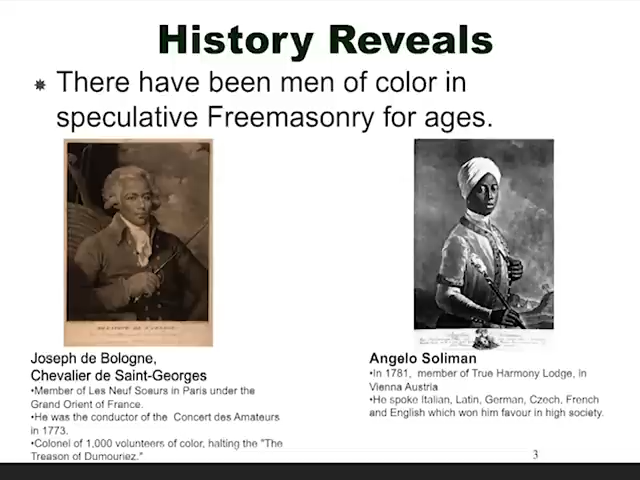 History Reveals
There have been men of color in
speculative Freemasonry for ages.
Joseph de Bologne,
Chevalier de Saint-Georges
•Member of Les Neuf Soeurs in Paris under the
Grand Orient of France.
•He was the conductor of the Concert des Amateurs
in 1773.
•Colonel of 1,000 volunteers of color, halting the "The
Treason of Dumouriez."
Angelo Soliman
•In 1781, member of True Harmony Lodge, in
Vienna Austria
•He spoke Italian, Latin, German, Czech, French
and English which won him favour in high society.
3